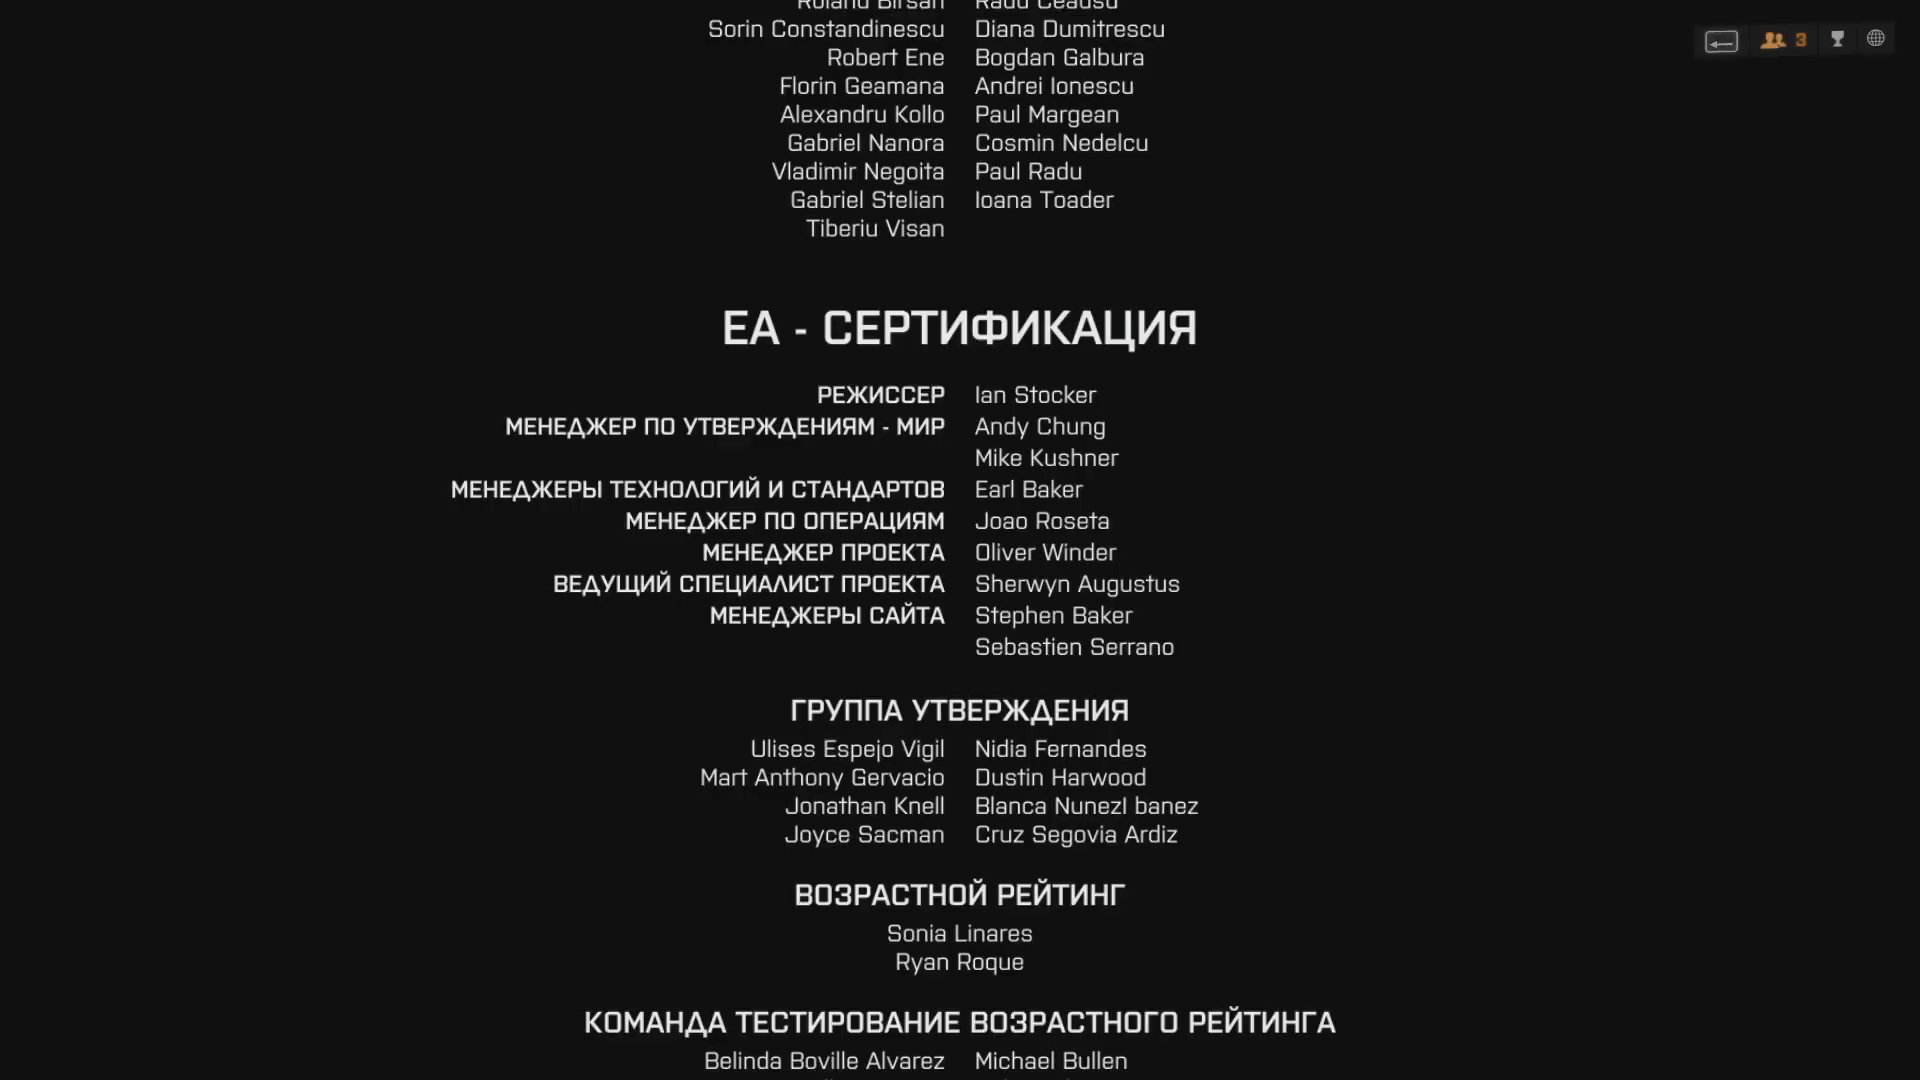 Roland Birsan Radu Ceausu
Sorin Constandinescu Diana Dumitrescu
3
Robert Ene Bogdan Galbura
Florin Geamana Andrei Ionescu
Alexandru Kollo Paul Margean
Gabriel Nanora Cosmin Nedelcu
Vladimir Negoita Paul Radu
Gabriel Stelian Ioana Toader
Tiberiu Visan
EA - СЕРТИФИКАЦИЯ
РЕЖИССЕР Ian Stocker
МЕНЕДЖЕР ПО УТВЕРЖДЕНИЯМ - МИР Andy Chung
Mike Kushner
МЕНЕДЖЕРЫ ТЕХНОЛОГИЙ И СТАНДАРТОВ Earl Baker
МЕНЕДЖЕР ПО ОПЕРАЦИЯМ Joao Roseta
МЕНЕДЖЕР ПРОЕКТА Oliver Winder
ВЕДУЩИЙ СПЕЦИАЛИСТ ПРОЕКТА Sherwyn Augustus
МЕНЕДЖЕРЫ САЙТА Stephen Baker
Sebastien Serrano
ГРУППА УТВЕРЖДЕНИЯ
Ulises Espejo Vigil Nidia Fernandes
Mart Anthony Gervacio Dustin Harwood
Jonathan Knell Blanca NunezI banez
Joyce Sacman Cruz Segovia Ardiz
ВОЗРАСТНОЙ РЕЙТИНГ
Sonia Linares
Ryan Roque
КОМАНДА ТЕСТИРОВАНИЕ ВОЗРАСТНОГО РЕЙТИНГА
Belinda Boville Alvarez Michael Bullen